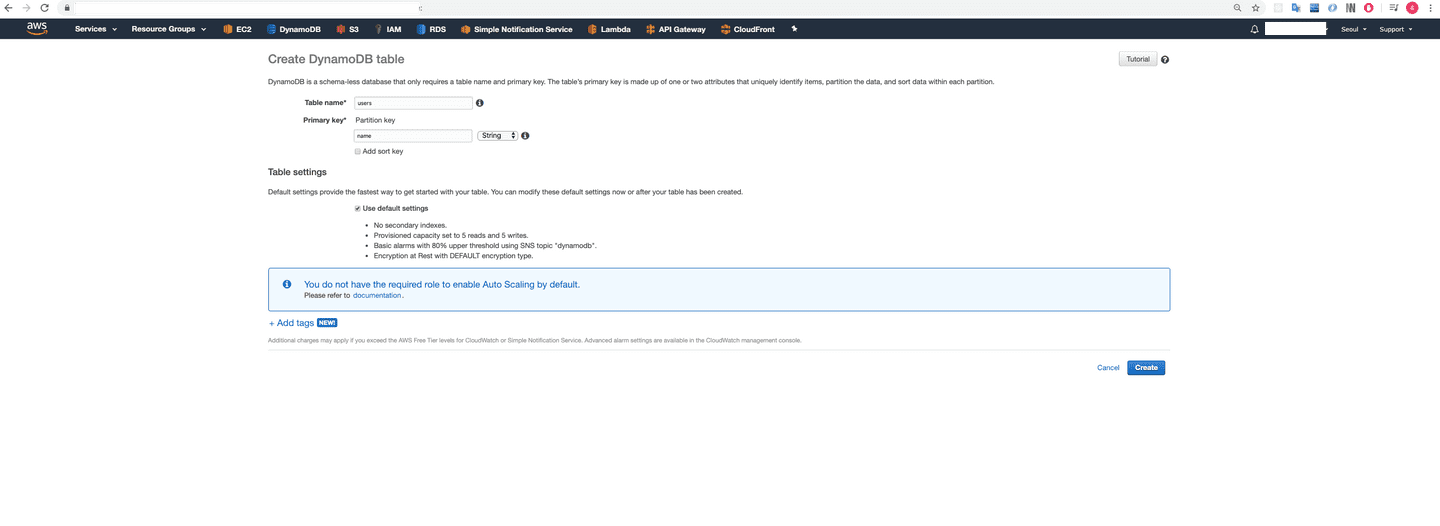 aws Services Resource Groups EC2 DynamoDB S3 IAM RDS Simple Notification Service Lambda API Gateway CloudFront Seoul Support
Create DynamoDB table Tutorial
DynamoDB is a schema-less database that only requires a table name and primary key. The table's primary key is made up of one or two attributes that uniquely identify items, partition the data, and sort data within each partition.
Table name* users
Primary key* Partition key
name String
Add sort key
Table settings
Default settings provide the fastest way to get started with your table. You can modify these default settings now or after your table has been created.
Use default settings
• No secondary indexes.
• Provisioned capacity set to 5 reads and 5 writes.
• Basic alarms with 80% upper threshold using SNS topic "dynamodb".
• Encryption at Rest with DEFAULT encryption type.
You do not have the required role to enable Auto Scaling by default.
Please refer to documentation.
+ Add tags NEW!
Additional charges may apply if you exceed the AWS Free Tier levels for CloudWatch or Simple Notification Service. Advanced alarm settings are available in the CloudWatch management console.
Cancel Create